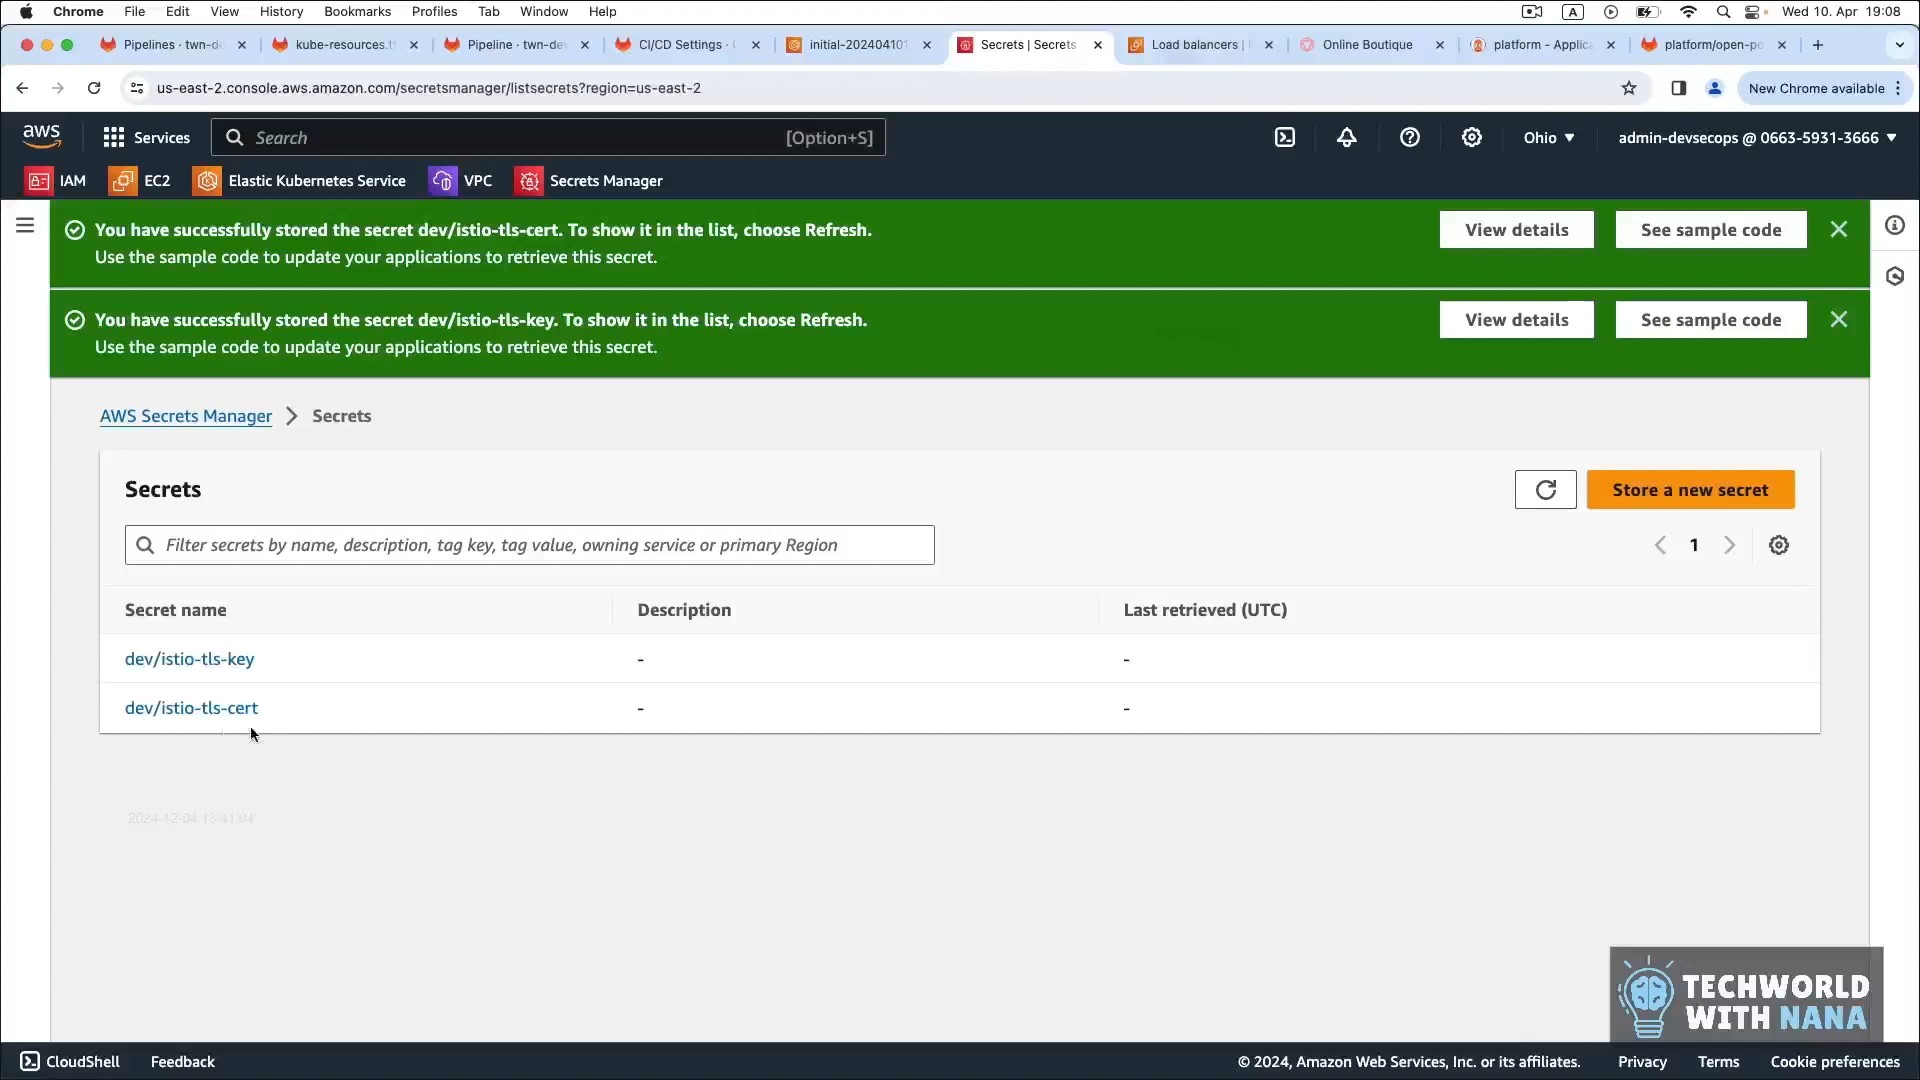 Chrome File Edit View History Bookmarks Profiles Tab Window Help A Wed 10. Apr 19:08
Pipelines · twn-de kube-resources.t Pipeline · twn-dev CI/CD Settings · initial-202404101 Secrets | Secrets Load balancers | Online Boutique platform - Applica platform/open-po
us-east-2.console.aws.amazon.com/secretsmanager/listsecrets?region=us-east-2 New Chrome available
aws Services Search [Option+S] Ohio admin-devsecops @ 0663-5931-3666
IAM EC2 Elastic Kubernetes Service VPC Secrets Manager
You have successfully stored the secret dev/istio-tls-cert. To show it in the list, choose Refresh. View details See sample code
Use the sample code to update your applications to retrieve this secret.
You have successfully stored the secret dev/istio-tls-key. To show it in the list, choose Refresh. View details See sample code
Use the sample code to update your applications to retrieve this secret.
AWS Secrets Manager Secrets
Secrets Store a new secret
Filter secrets by name, description, tag key, tag value, owning service or primary Region 1
Secret name Description Last retrieved (UTC)
dev/istio-tls-key - -
dev/istio-tls-cert - -
2024-12-04 13:41:04
TECHWORLD
WITH NANA
CloudShell Feedback © 2024, Amazon Web Services, Inc. or its affiliates. Privacy Terms Cookie preferences